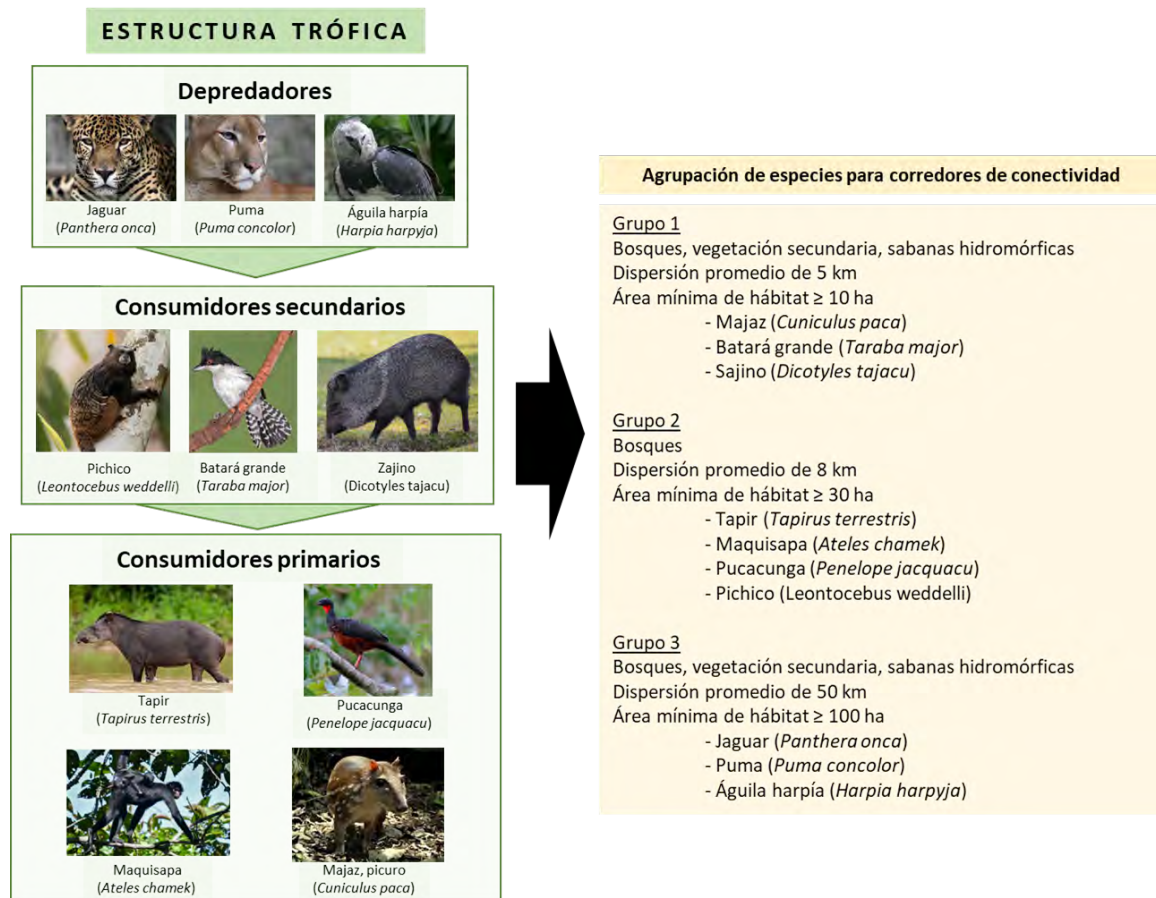 ESTRUCTURA TRÓFICA
Depredadores
Jaguar
(Panthera onca)
Puma
(Puma concolor)
Águila harpía
(Harpia harpyja)
Consumidores secundarios
Pichico
(Leontocebus weddelli)
Batará grande
(Taraba major)
Zajino
(Dicotyles tajacu)
Consumidores primarios
Tapir
(Tapirus terrestris)
Pucacunga
(Penelope jacquacu)
Maquisapa
(Ateles chamek)
Majaz, picuro
(Cuniculus paca)
Agrupación de especies para corredores de conectividad
Grupo 1
Bosques, vegetación secundaria, sabanas hidromórficas
Dispersión promedio de 5 km
Área mínima de hábitat ≥ 10 ha
- Majaz (Cuniculus paca)
- Batará grande (Taraba major)
- Sajino (Dicotyles tajacu)
Grupo 2
Bosques
Dispersión promedio de 8 km
Área mínima de hábitat ≥ 30 ha
- Tapir (Tapirus terrestris)
- Maquisapa (Ateles chamek)
- Pucacunga (Penelope jacquacu)
- Pichico (Leontocebus weddelli)
Grupo 3
Bosques, vegetación secundaria, sabanas hidromórficas
Dispersión promedio de 50 km
Área mínima de hábitat ≥ 100 ha
- Jaguar (Panthera onca)
- Puma (Puma concolor)
- Águila harpía (Harpia harpyja)